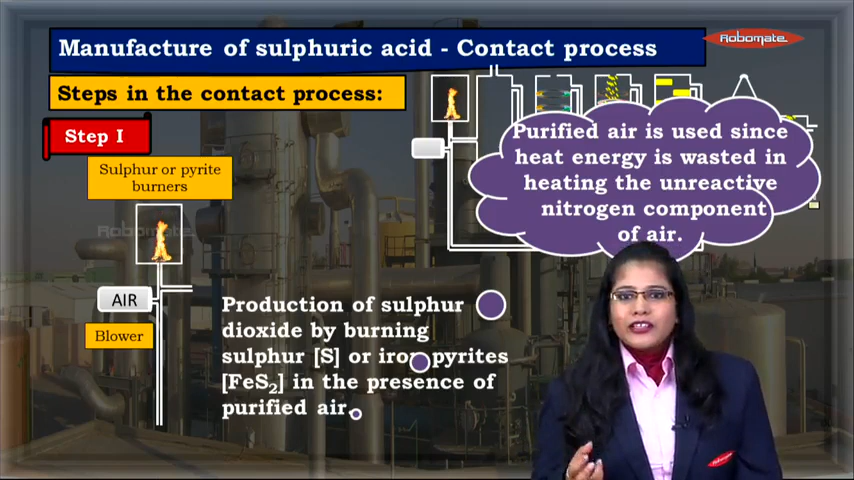 Manufacture of sulphuric acid - Contact process
Robomate
Steps in the contact process:
Step I
Sulphur or pyrite
burners
Purified air is used since
heat energy is wasted in
heating the unreactive
nitrogen component
of air.
Robomate
AIR
Blower
Production of sulphur
dioxide by burning
sulphur [S] or iron pyrites
[FeS₂] in the presence of
purified air.
Robomate